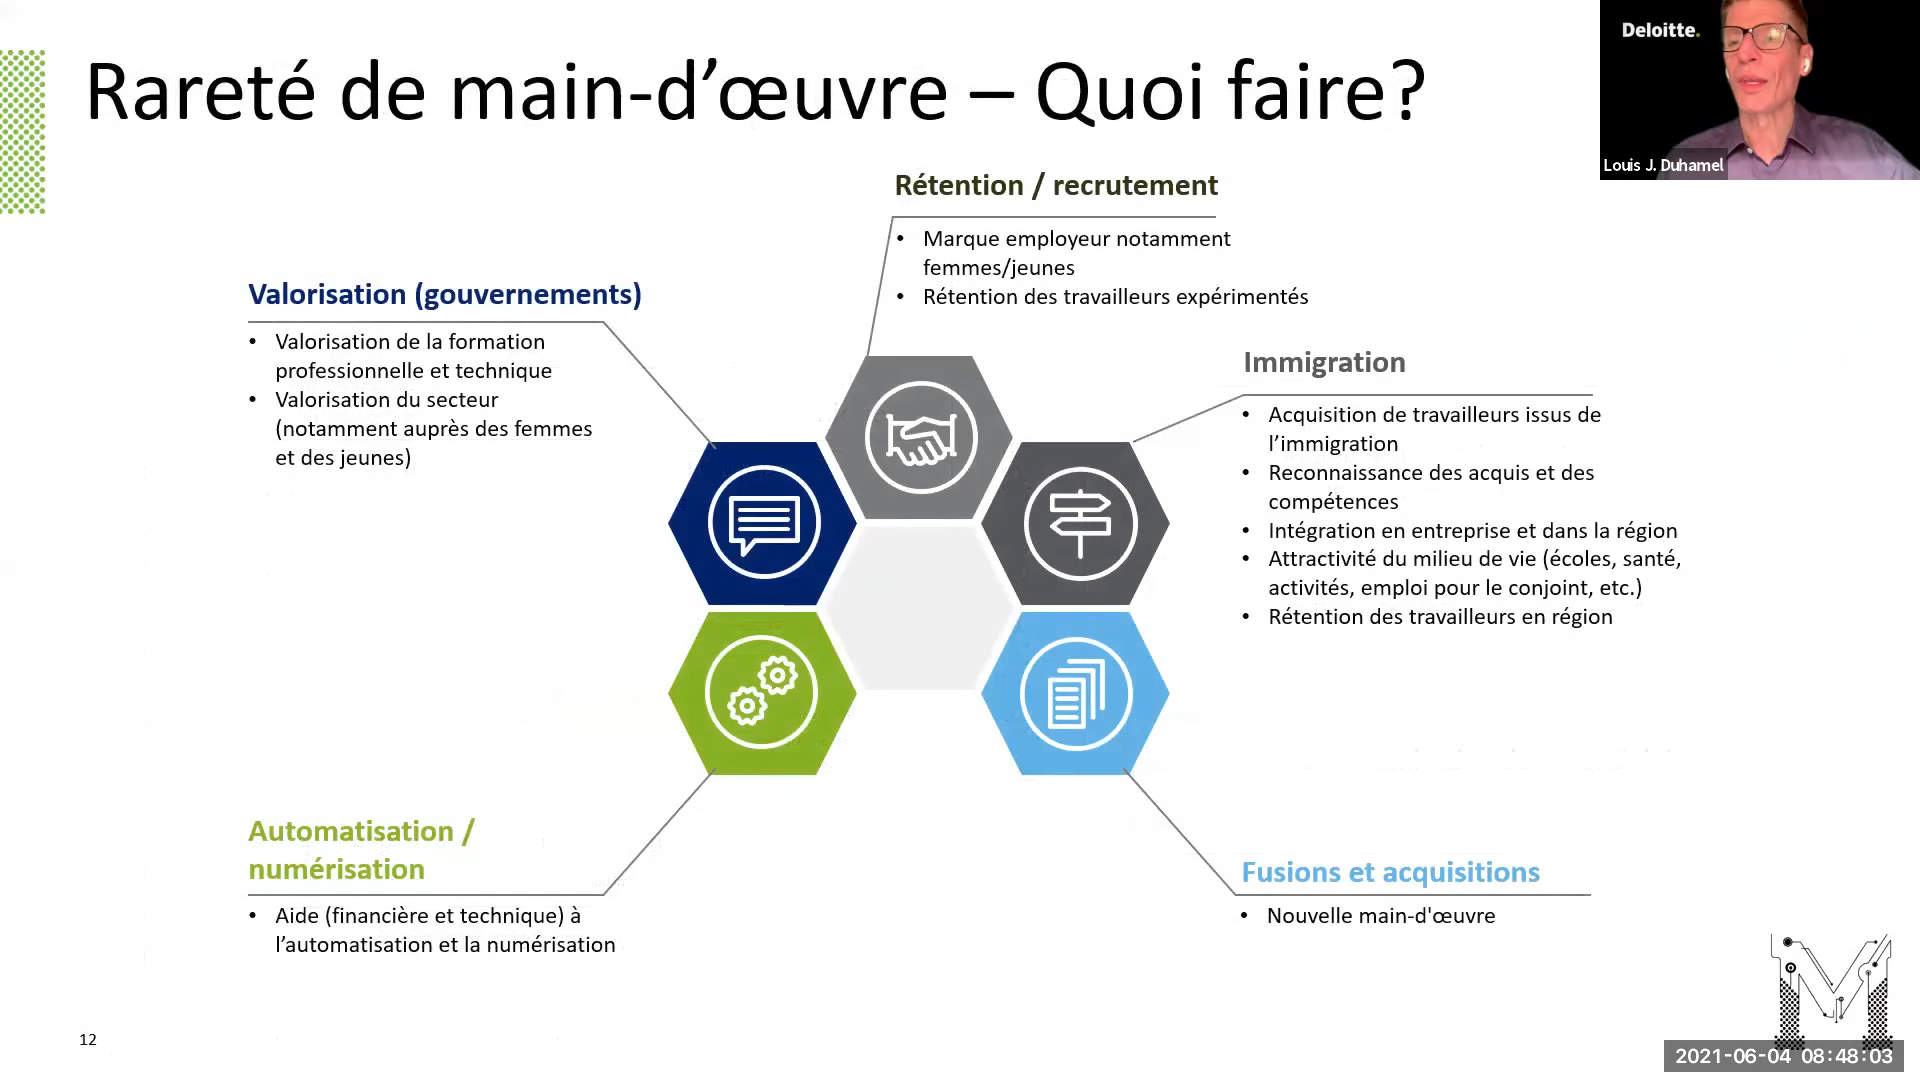 Rareté de main-d’œuvre – Quoi faire?
Deloitte.
Louis J. Duhamel
Rétention / recrutement
• Marque employeur notamment
femmes/jeunes
• Rétention des travailleurs expérimentés
Valorisation (gouvernements)
• Valorisation de la formation
professionnelle et technique
• Valorisation du secteur
(notamment auprès des femmes
et des jeunes)
Immigration
• Acquisition de travailleurs issus de
l’immigration
• Reconnaissance des acquis et des
compétences
• Intégration en entreprise et dans la région
• Attractivité du milieu de vie (écoles, santé,
activités, emploi pour le conjoint, etc.)
• Rétention des travailleurs en région
Automatisation /
numérisation
• Aide (financière et technique) à
l’automatisation et la numérisation
Fusions et acquisitions
• Nouvelle main-d'œuvre
M
12
2021-06-04 08:48:03